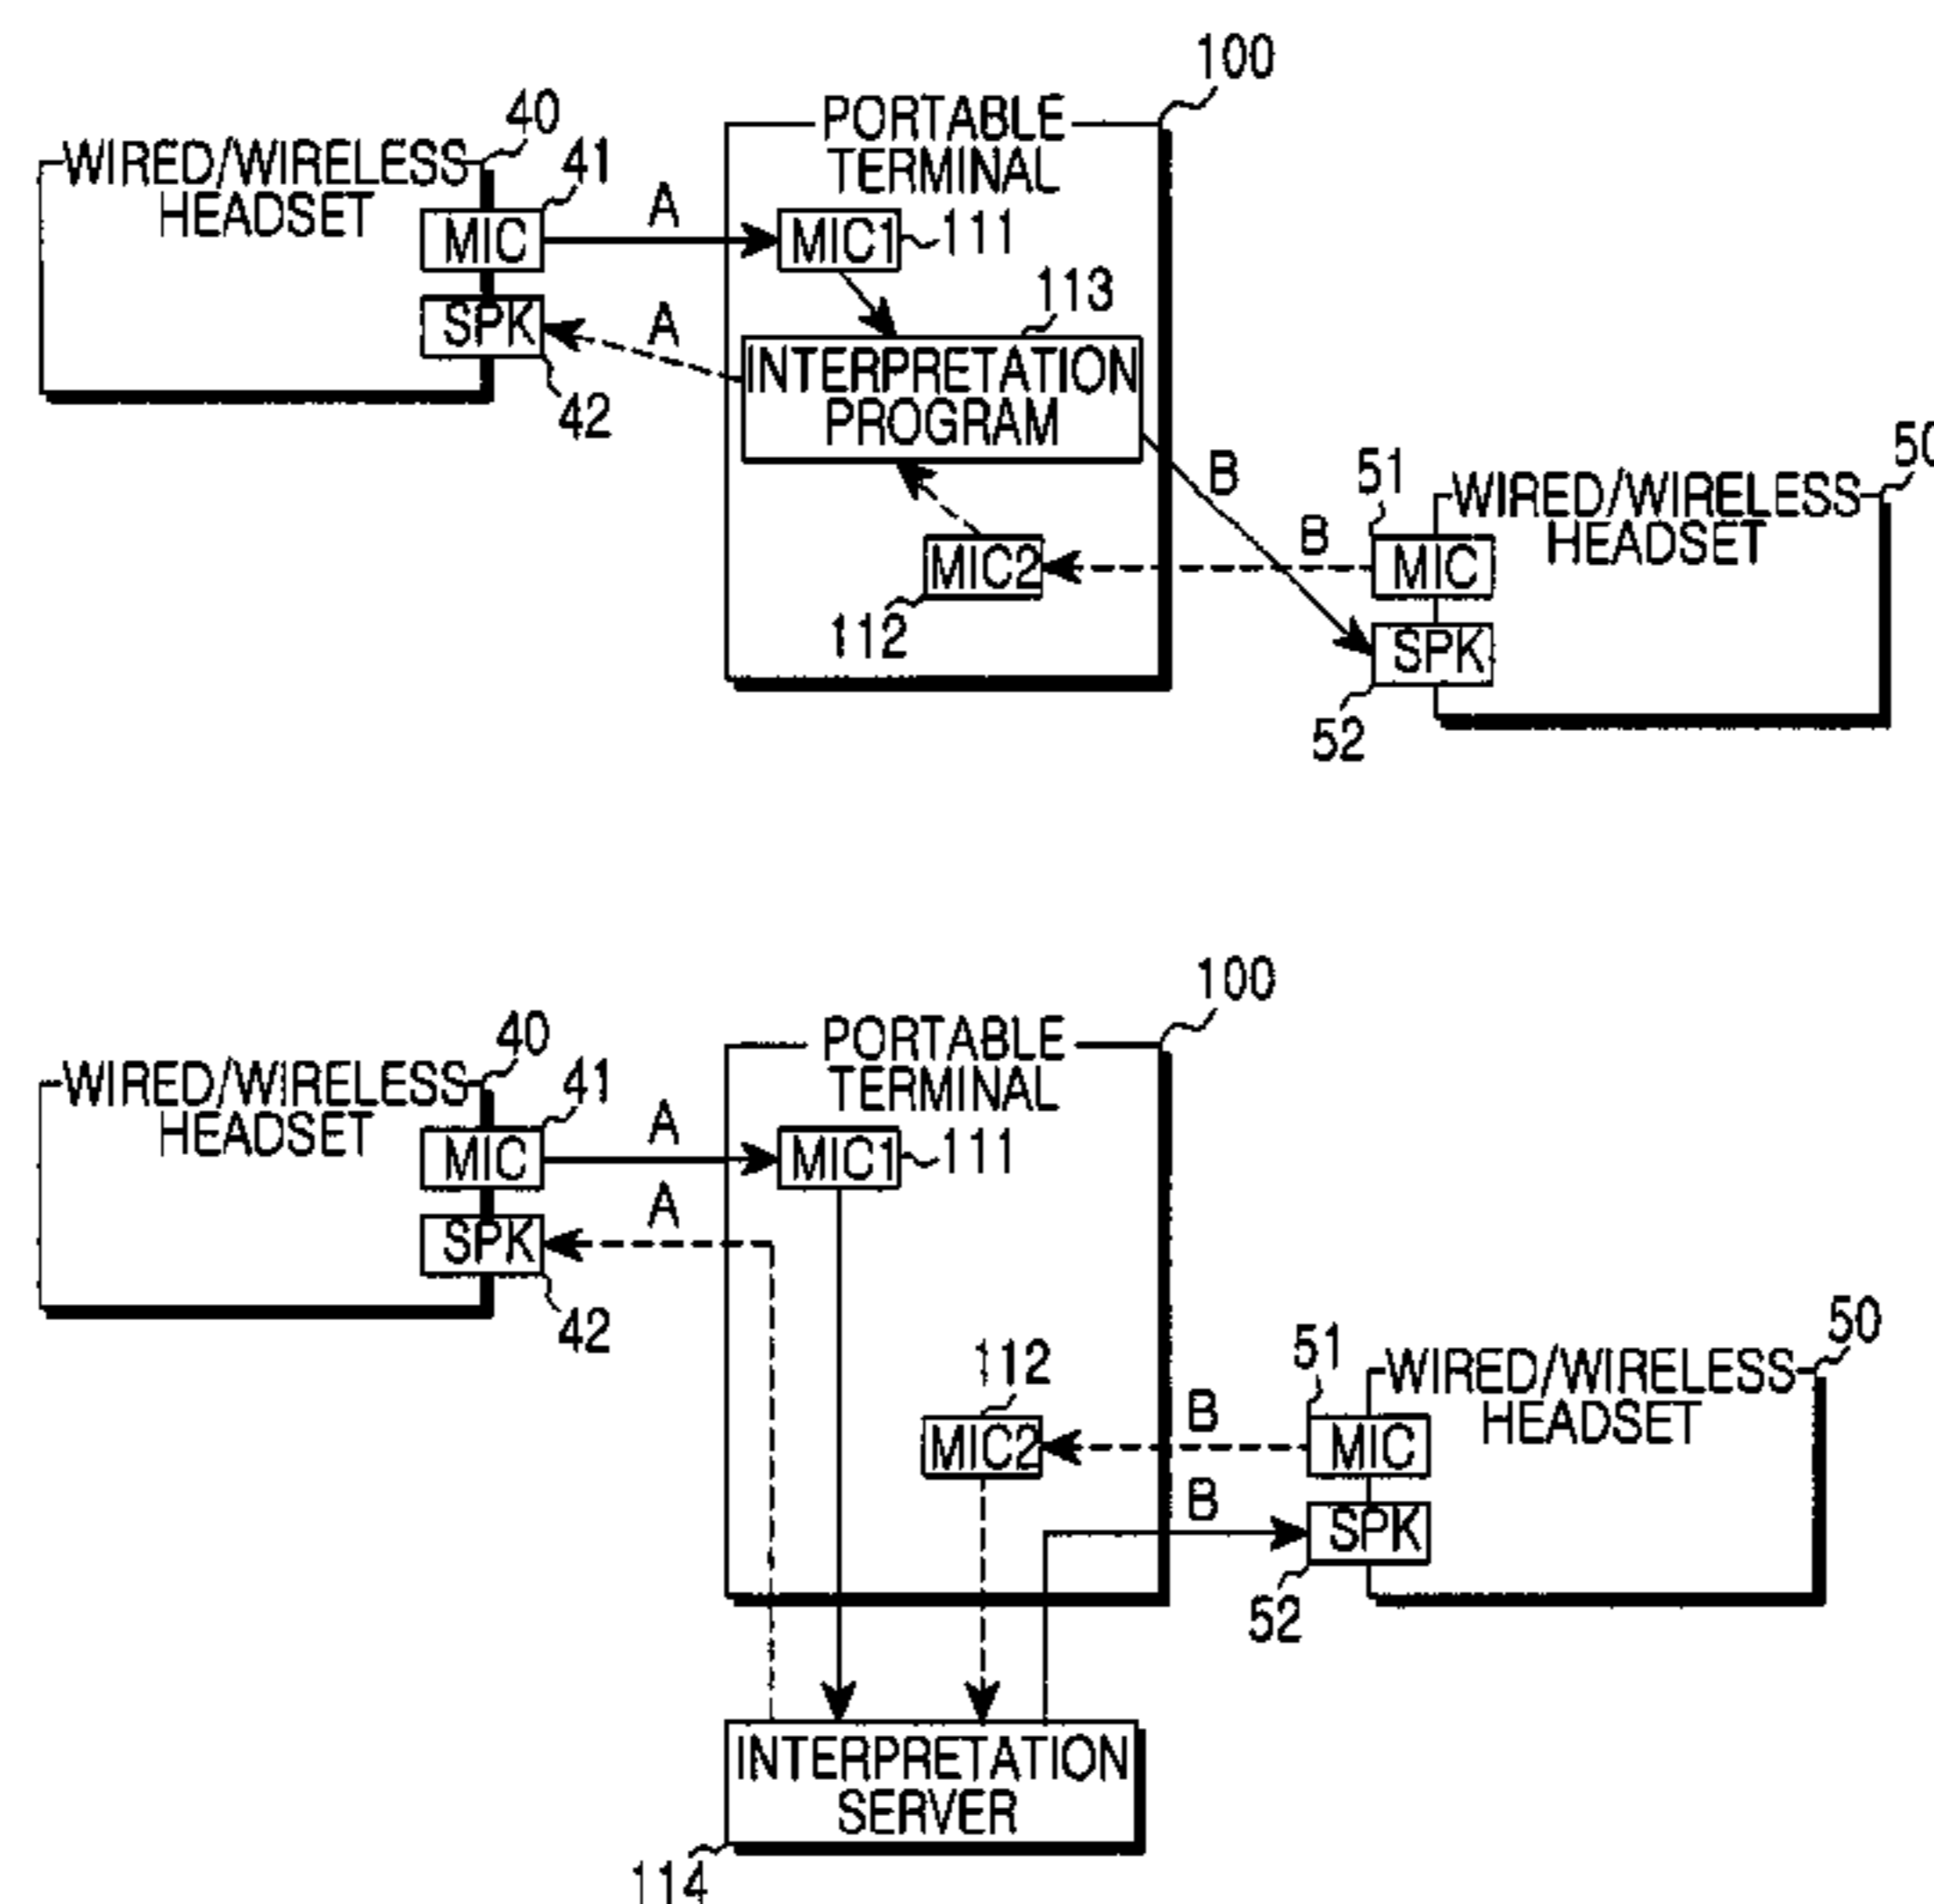 100
PORTABLE
TERMINAL
40
WIRED/WIRELESS
HEADSET
41
MIC
A
MIC1
111
113
SPK
A
42
INTERPRETATION
PROGRAM
B
51
50
WIRED/WIRELESS
HEADSET
B
MIC2
MIC
112
SPK
52
100
PORTABLE
TERMINAL
40
WIRED/WIRELESS
HEADSET
41
MIC
A
MIC1
111
A
SPK
42
50
51
WIRED/WIRELESS
HEADSET
112
B
MIC2
MIC
B
SPK
52
INTERPRETATION
SERVER
114